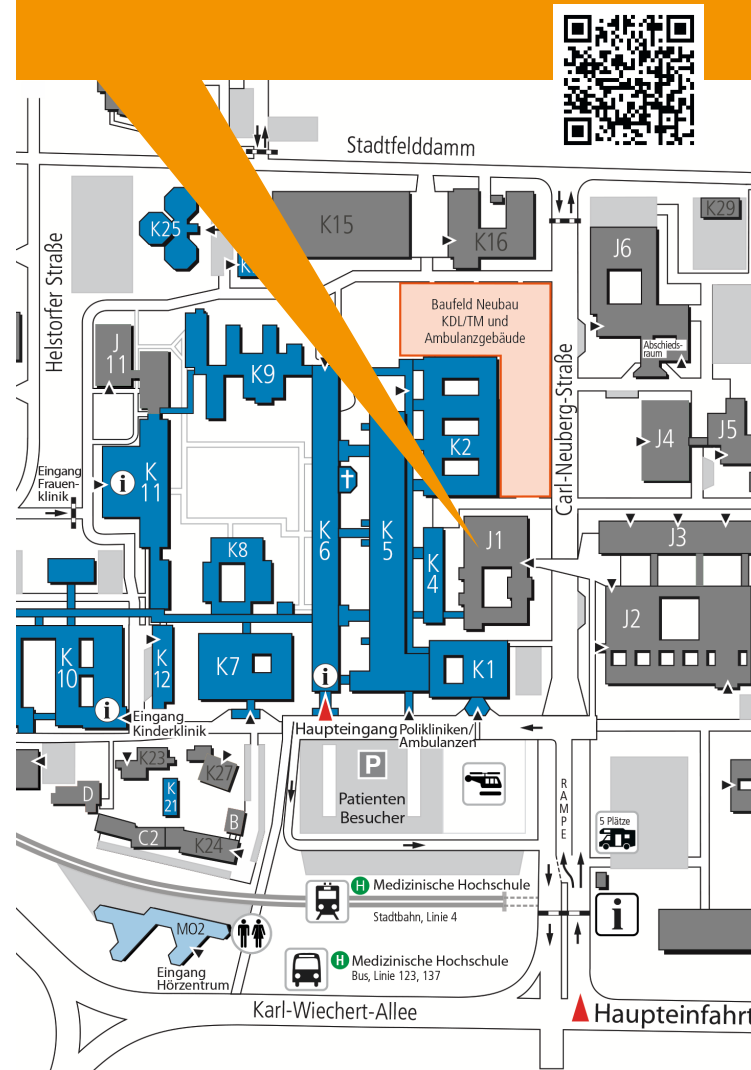 Stadtfelddamm
K29
K15
K25
K16
J6
K
Helstorfer Straße
Baufeld Neubau
KDL/TM und
Ambulanzgebäude
J
11
Abschieds-
raum
Carl-Neuberg-Straße
K9
K2
J4
J5
Eingang
Frauen-
klinik
K
11
i
K
6
K
5
J1
J3
K8
K
4
J2
K
10
K
12
K7
K1
i
i
Eingang
Kinderklinik
Haupteingang
Polikliniken/
Ambulanzen
K23
K27
P
Patienten
Besucher
RAMPE
D
K
21
B
C2
K24
5 Plätze
H Medizinische Hochschule
Stadtbahn, Linie 4
i
MO2
Eingang
Hörzentrum
H Medizinische Hochschule
Bus, Linie 123, 137
Karl-Wiechert-Allee
Haupteinfahrt